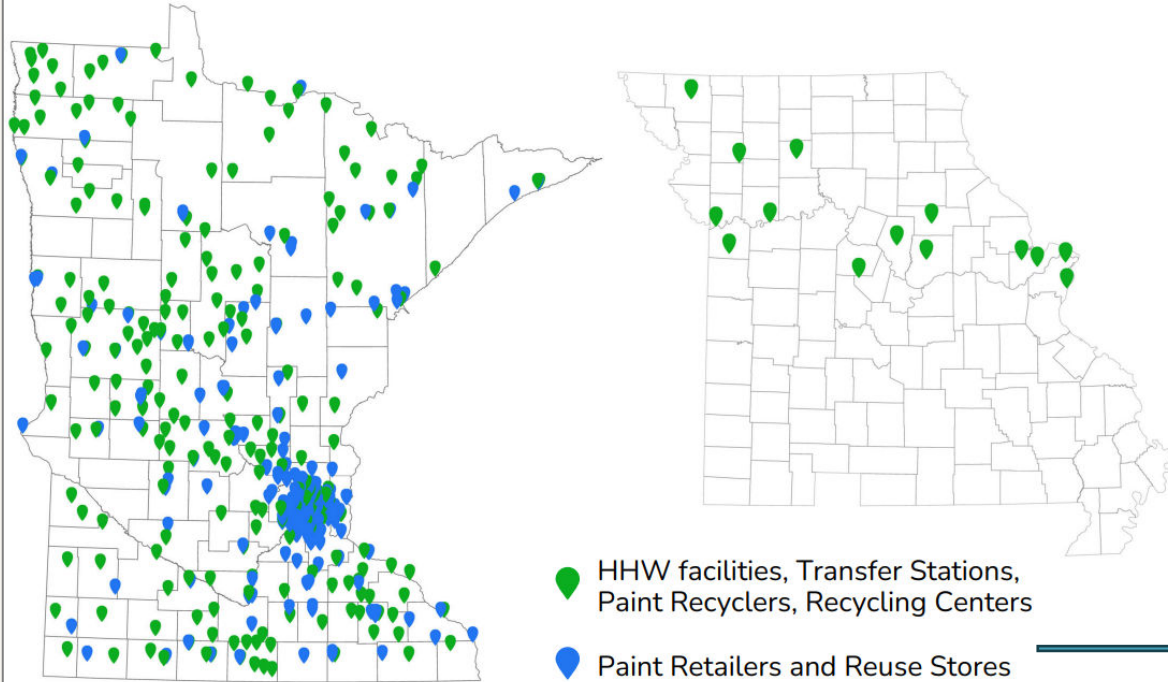 HHW facilities, Transfer Stations,
Paint Recyclers, Recycling Centers
Paint Retailers and Reuse Stores